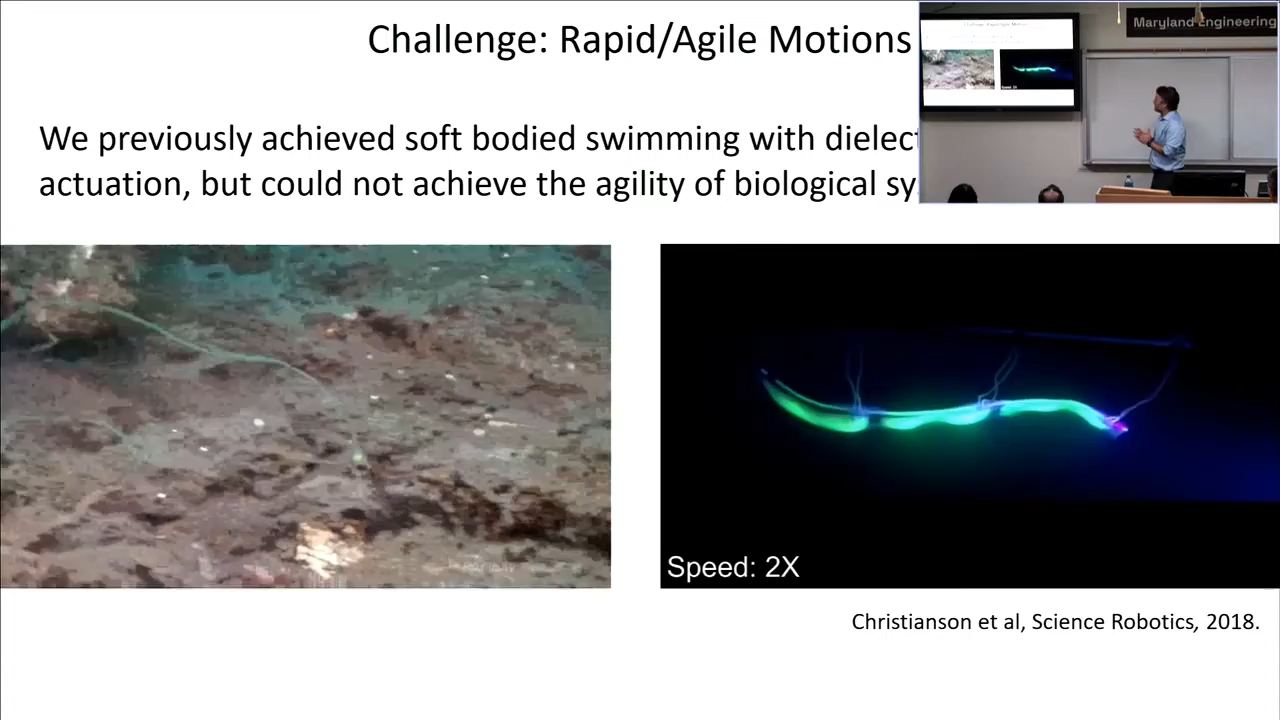 Challenge: Rapid/Agile Motions
Maryland Engineering
We previously achieved soft bodied swimming with dielect
actuation, but could not achieve the agility of biological sy
Speed: 2X
Christianson et al, Science Robotics, 2018.